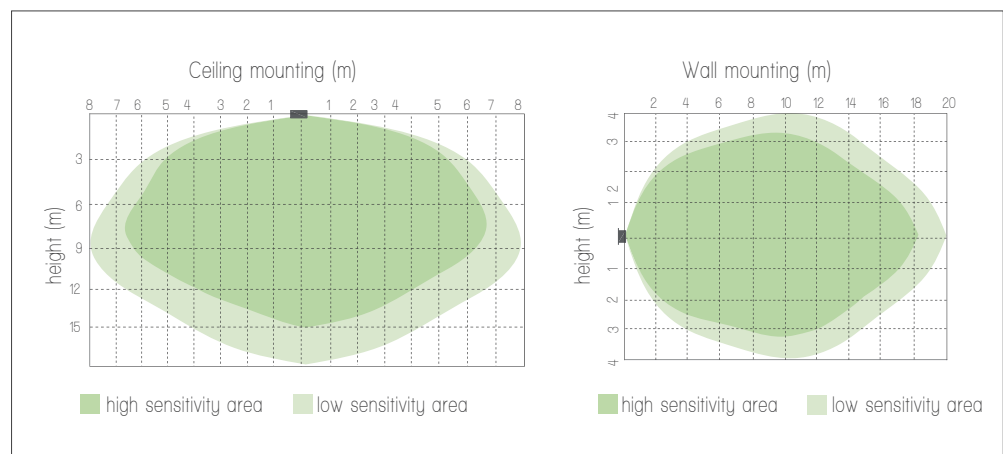 Ceiling mounting (m)
8 7 6 5 4 3 2 1 1 2 3 4 5 6 7 8
height (m)
3
6
9
12
15
high sensitivity area
low sensitivity area
Wall mounting (m)
2 4 6 8 10 12 14 16 18 20
height (m)
4
3
2
1
1
2
3
4
high sensitivity area
low sensitivity area